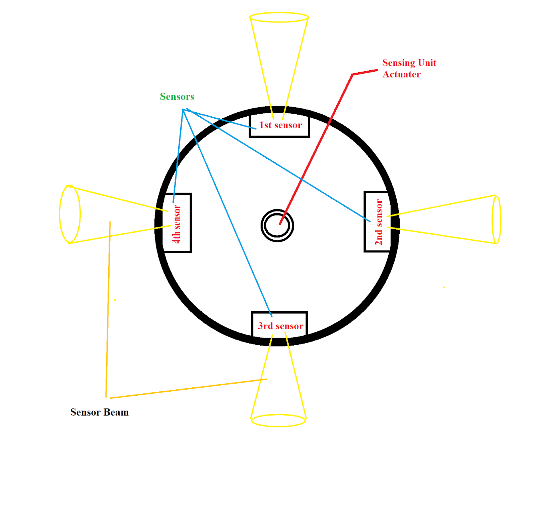 Sensing Unit
Actuater
Sensors
1st sensor
4th sensor
2nd sensor
3rd sensor
Sensor Beam